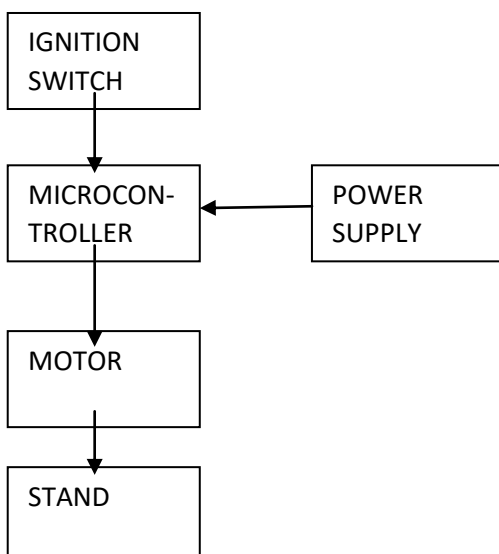 IGNITION
SWITCH
MICROCON-
TROLLER
POWER
SUPPLY
MOTOR
STAND